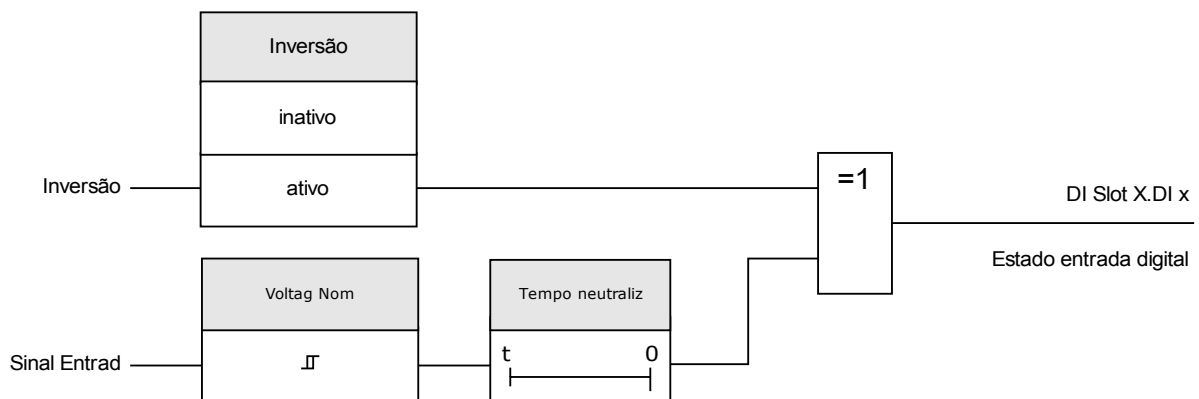 Inversão
inativo
Inversão
ativo
=1
DI Slot X.DI x
Estado entrada digital
Voltag Nom
Tempo neutraliz
Sinal Entrad
t
0